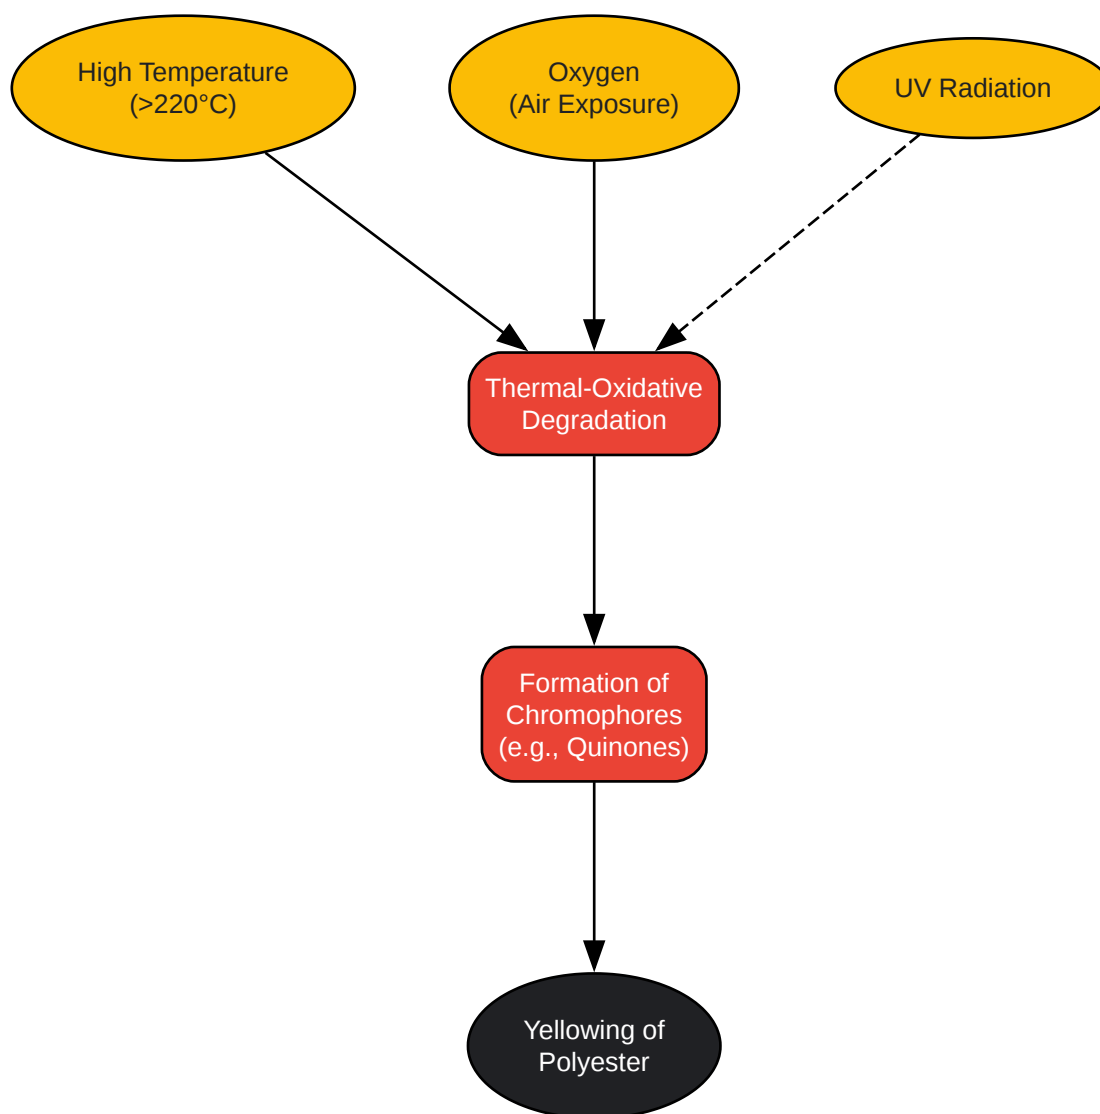 High Temperature
(>220°C)
Oxygen
(Air Exposure)
UV Radiation
Thermal-Oxidative
Degradation
Formation of
Chromophores
(e.g., Quinones)
Yellowing of
Polyester